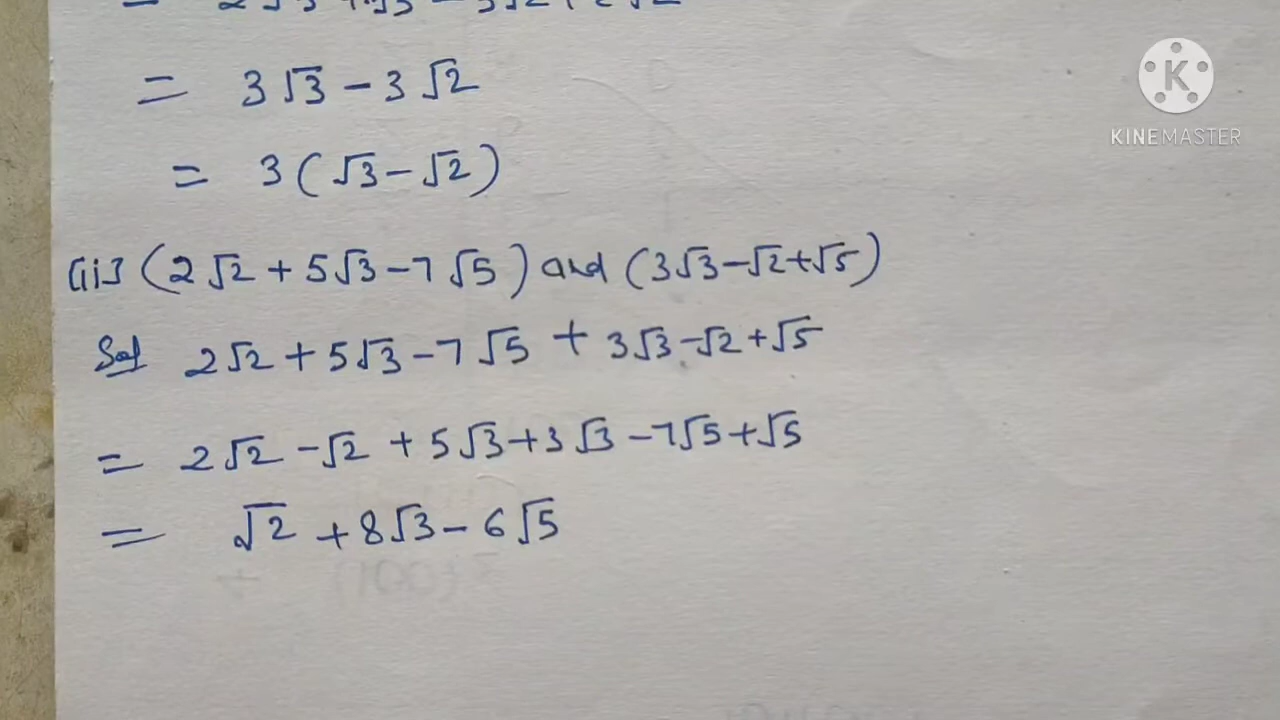 = 3√3 - 3√2
= 3(√3-√2)
(ii) (2√2 + 5√3 - 7√5) and (3√3-√2+√5)
Sol 2√2 + 5√3 - 7√5 + 3√3 - √2 + √5
= 2√2 - √2 + 5√3 + 3√3 - 7√5 + √5
= √2 + 8√3 - 6√5
K
KINEMASTER